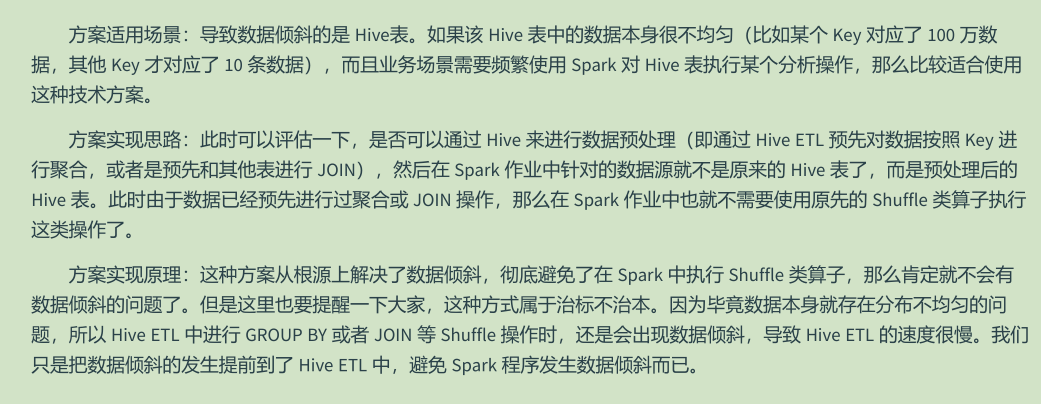 方案适用场景：导致数据倾斜的是 Hive表。如果该 Hive 表中的数据本身很不均匀（比如某个 Key 对应了 100 万数
据，其他 Key 才对应了 10 条数据），而且业务场景需要频繁使用 Spark 对 Hive 表执行某个分析操作，那么比较适合使用
这种技术方案。
方案实现思路：此时可以评估一下，是否可以通过 Hive 来进行数据预处理（即通过 Hive ETL 预先对数据按照 Key 进
行聚合，或者是预先和其他表进行 JOIN），然后在 Spark 作业中针对的数据源就不是原来的 Hive 表了，而是预处理后的
Hive 表。此时由于数据已经预先进行过聚合或 JOIN 操作，那么在 Spark 作业中也就不需要使用原先的 Shuffle 类算子执行
这类操作了。
方案实现原理：这种方案从根源上解决了数据倾斜，彻底避免了在 Spark 中执行 Shuffle 类算子，那么肯定就不会有
数据倾斜的问题了。但是这里也要提醒一下大家，这种方式属于治标不治本。因为毕竟数据本身就存在分布不均匀的问
题，所以 Hive ETL 中进行 GROUP BY 或者 JOIN 等 Shuffle 操作时，还是会出现数据倾斜，导致 Hive ETL 的速度很慢。我们
只是把数据倾斜的发生提前到了 Hive ETL 中，避免 Spark 程序发生数据倾斜而已。